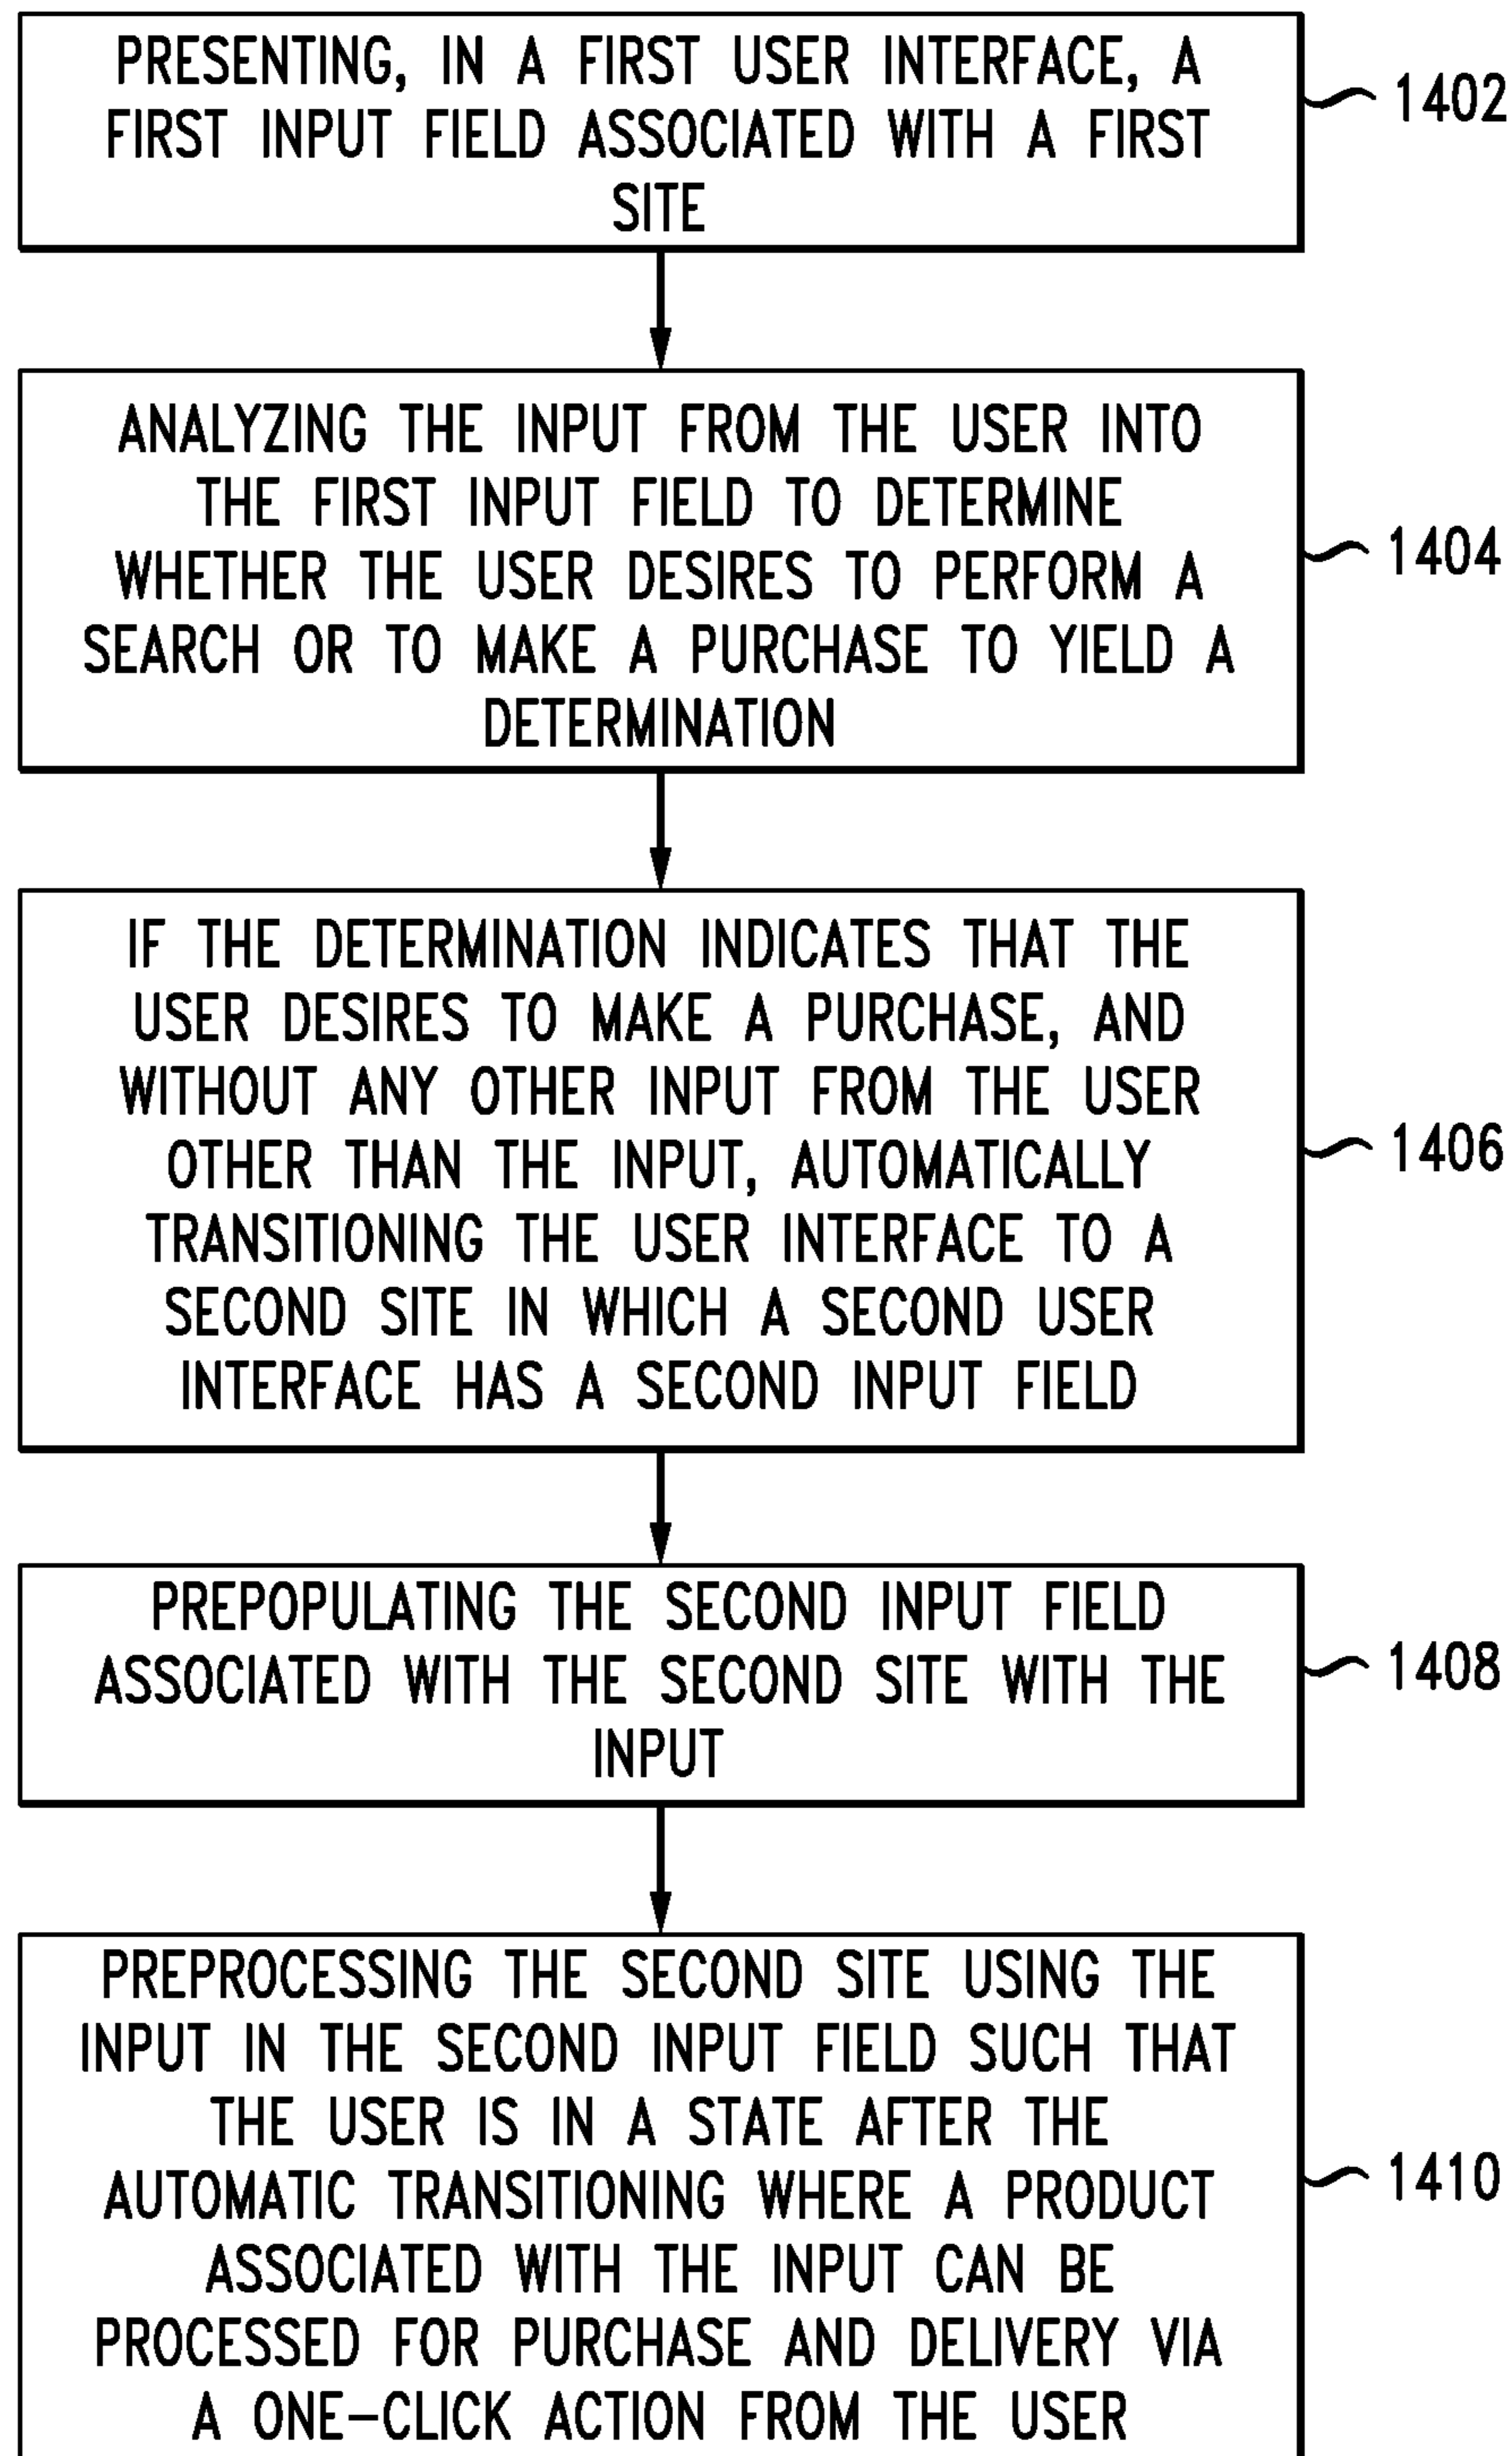 PRESENTING, IN A FIRST USER INTERFACE, A
FIRST INPUT FIELD ASSOCIATED WITH A FIRST
SITE
1402
ANALYZING THE INPUT FROM THE USER INTO
THE FIRST INPUT FIELD TO DETERMINE
WHETHER THE USER DESIRES TO PERFORM A
SEARCH OR TO MAKE A PURCHASE TO YIELD A
DETERMINATION
1404
IF THE DETERMINATION INDICATES THAT THE
USER DESIRES TO MAKE A PURCHASE, AND
WITHOUT ANY OTHER INPUT FROM THE USER
OTHER THAN THE INPUT, AUTOMATICALLY
TRANSITIONING THE USER INTERFACE TO A
SECOND SITE IN WHICH A SECOND USER
INTERFACE HAS A SECOND INPUT FIELD
1406
PREPOPULATING THE SECOND INPUT FIELD
ASSOCIATED WITH THE SECOND SITE WITH THE
INPUT
1408
PREPROCESSING THE SECOND SITE USING THE
INPUT IN THE SECOND INPUT FIELD SUCH THAT
THE USER IS IN A STATE AFTER THE
AUTOMATIC TRANSITIONING WHERE A PRODUCT
ASSOCIATED WITH THE INPUT CAN BE
PROCESSED FOR PURCHASE AND DELIVERY VIA
A ONE-CLICK ACTION FROM THE USER
1410